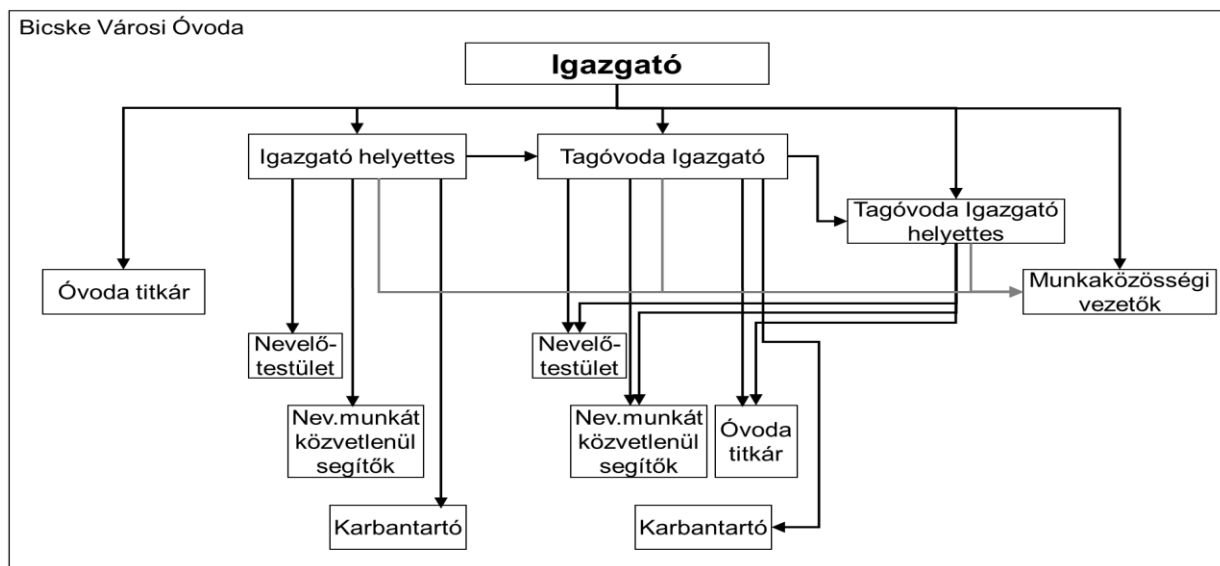 Bicske Városi Óvoda
Igazgató
Igazgató helyettes
Tagóvoda Igazgató
Tagóvoda Igazgató
helyettes
Óvoda titkár
Munkaközösségi
vezetők
Nevelő-
testület
Nevelő-
testület
Nev.munkát
közvetlenül
segítők
Nev.munkát
közvetlenül
segítők
Óvoda
titkár
Karbantartó
Karbantartó